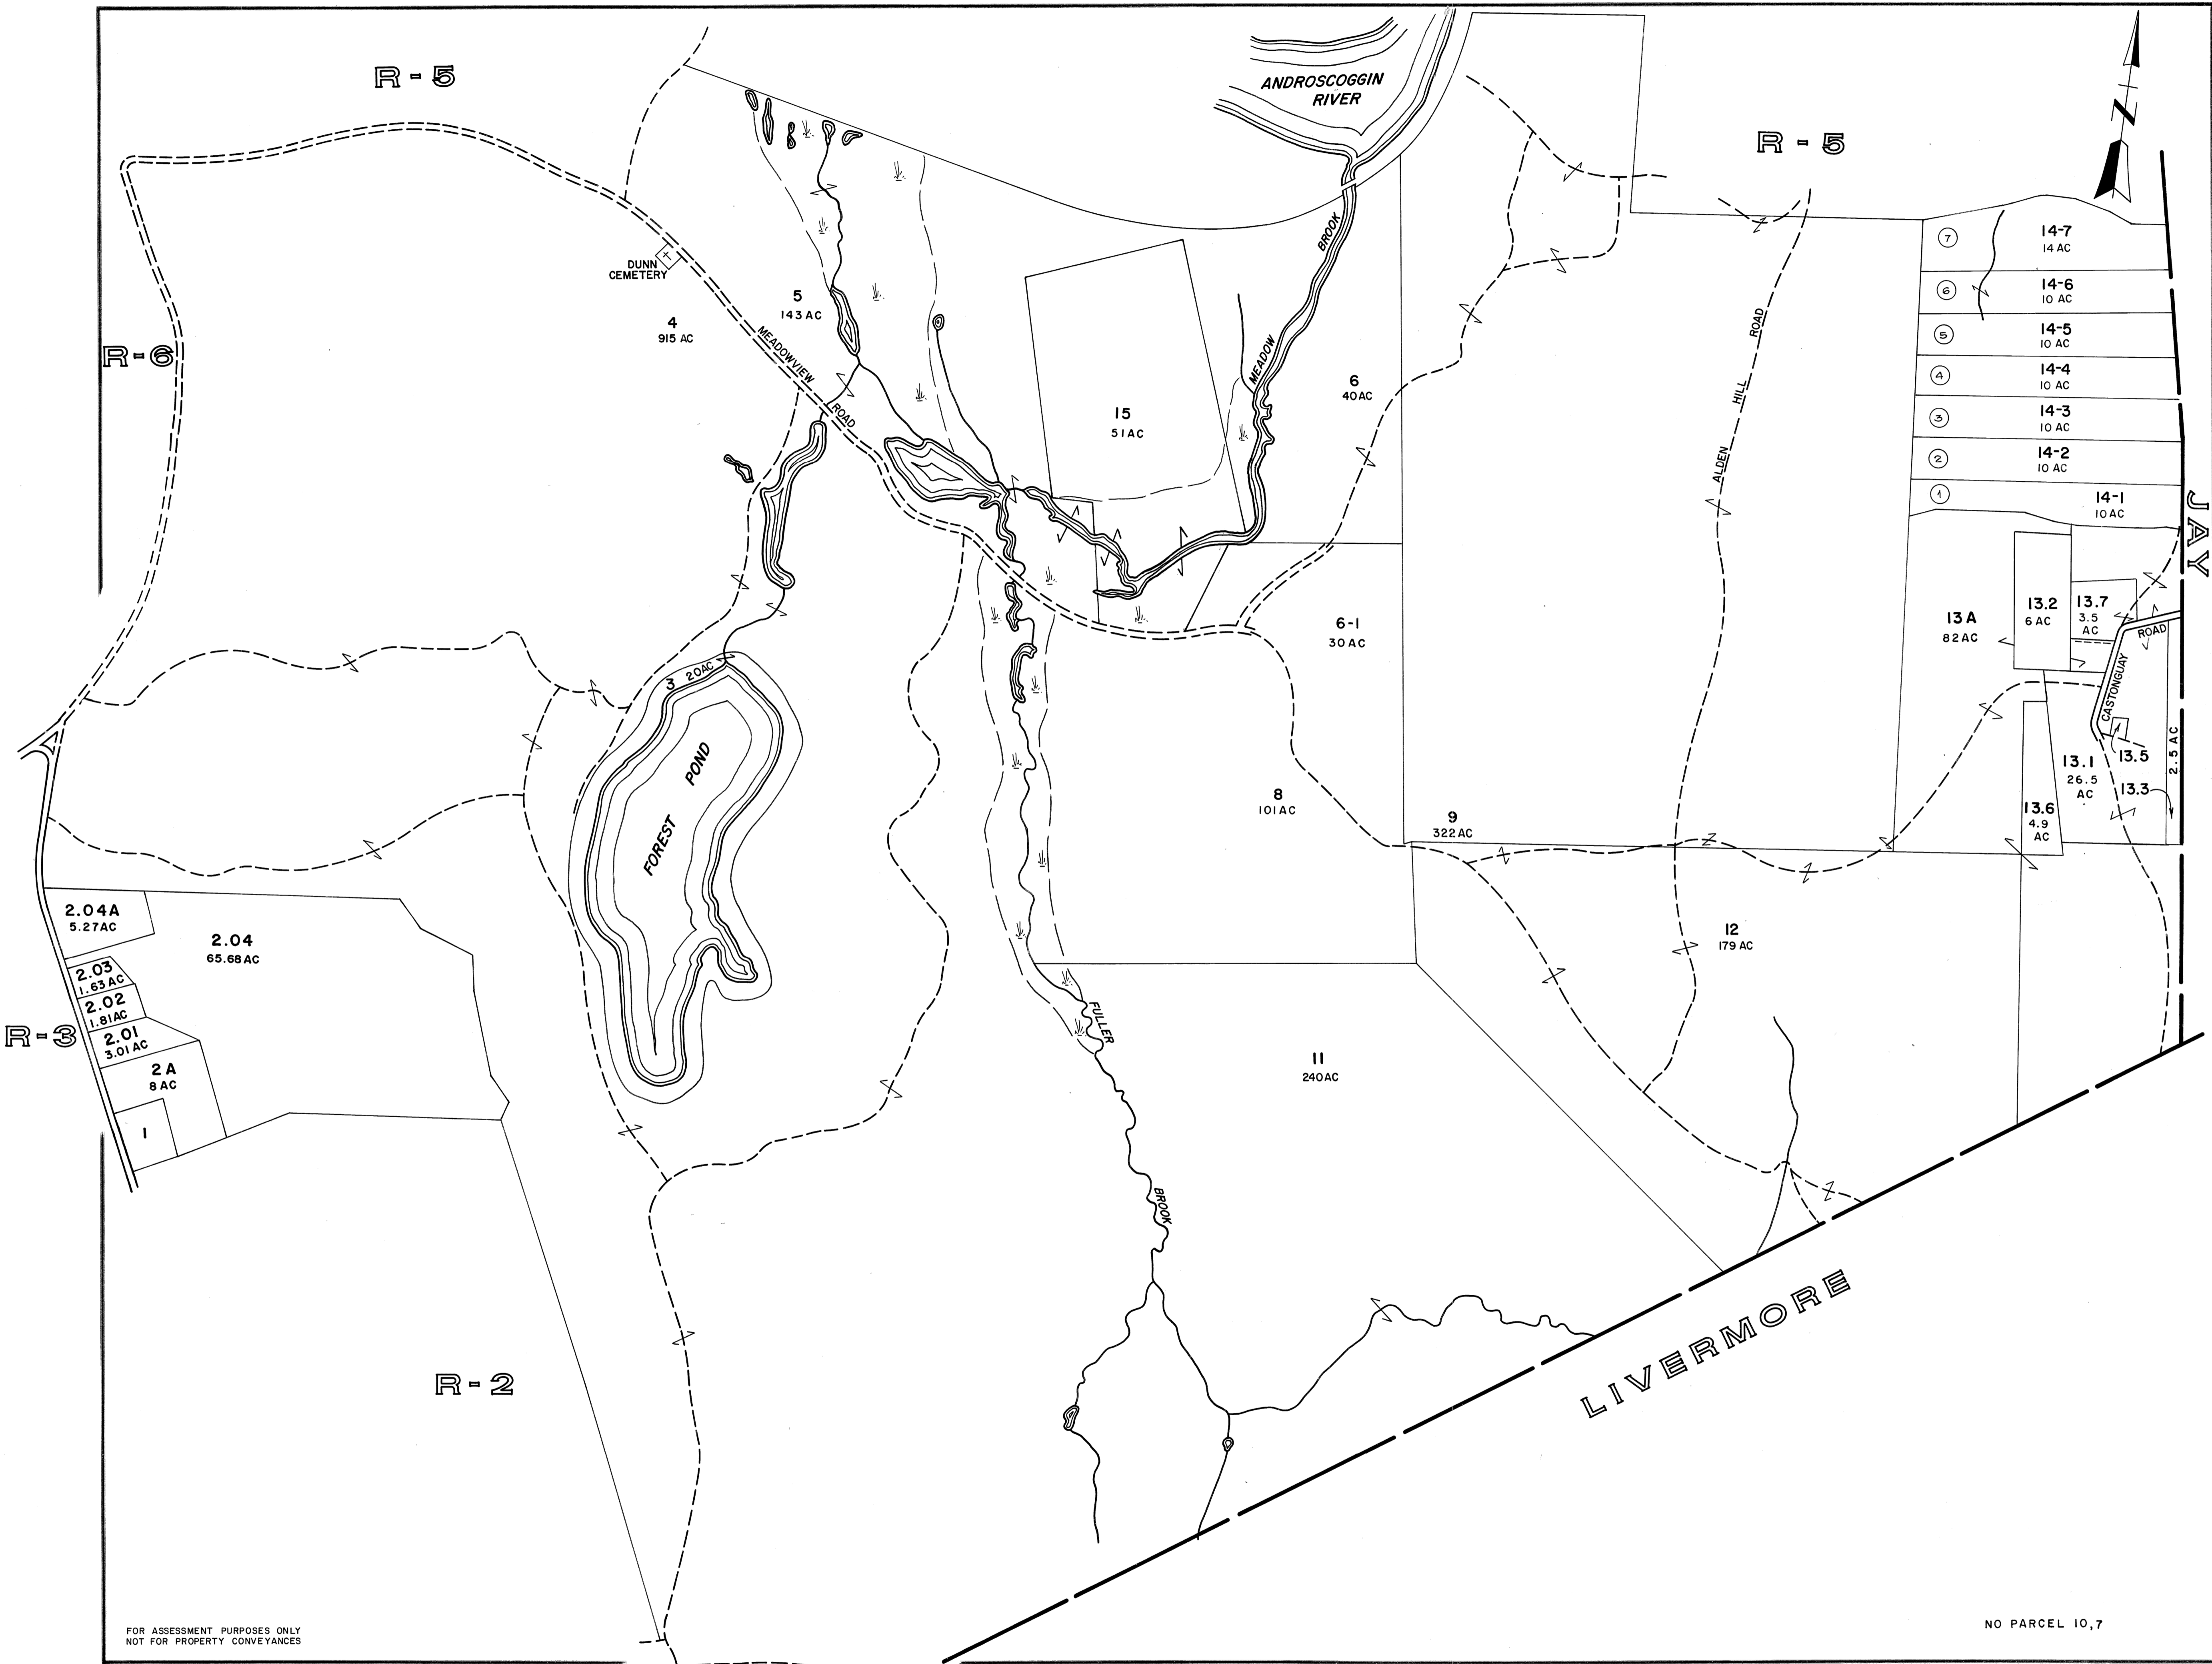 R-5
ANDROSCOGGIN
RIVER
R-5
N
DUNN
CEMETERY
4
915 AC
5
143 AC
MEADOWVIEW
ROAD
R-6
15
51 AC
MEADOW
BROOK
6
40 AC
ALDEN
HILL
ROAD
7
14-7
14 AC
6
14-6
10 AC
5
14-5
10 AC
4
14-4
10 AC
3
14-3
10 AC
2
14-2
10 AC
1
14-1
10 AC
JAY
13A
82 AC
13.2
6 AC
13.7
3.5
AC
CASTONGUAY
ROAD
6-1
30 AC
3 20 AC
FOREST
POND
8
101 AC
9
322 AC
13.1
26.5
AC
13.5
13.3
2.5 AC
13.6
4.9
AC
2.04A
5.27 AC
2.04
65.68 AC
2.03
1.63 AC
2.02
1.81 AC
2.01
3.01 AC
2A
8 AC
1
R-3
12
179 AC
11
240 AC
FULLER
BROOK
R-2
LIVERMORE
FOR ASSESSMENT PURPOSES ONLY
NOT FOR PROPERTY CONVEYANCES
NO PARCEL 10,7